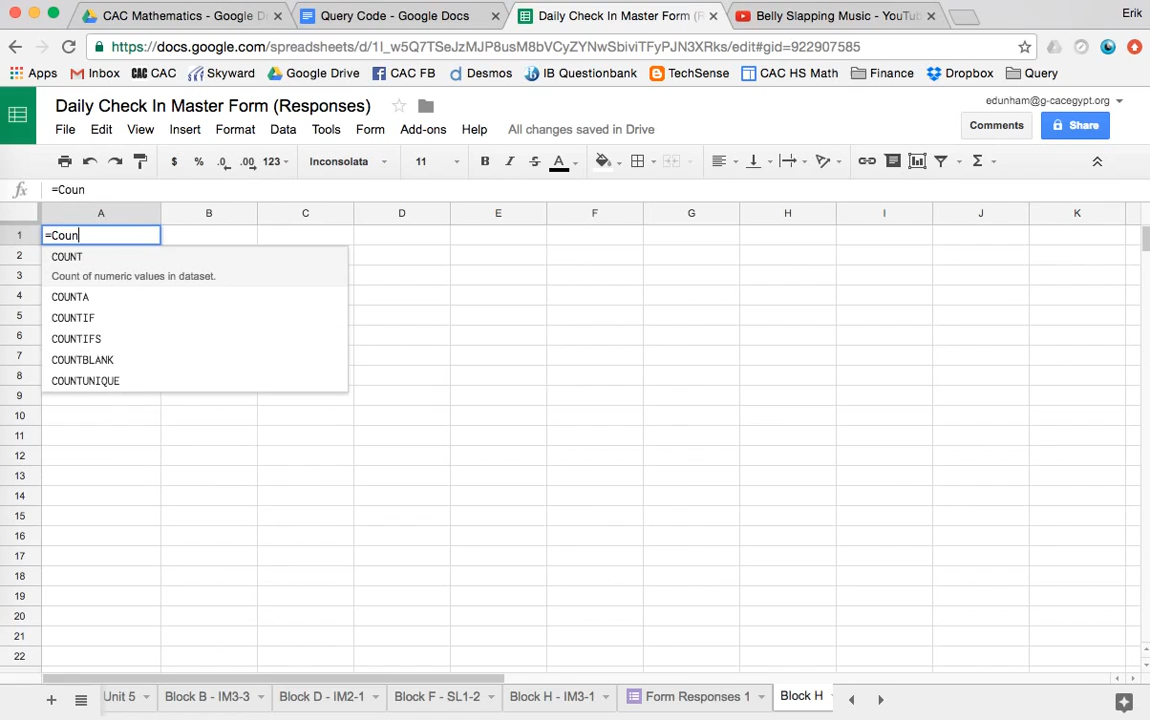 CAC Mathematics - Google D
Query Code - Google Docs
Daily Check In Master Form (R
Belly Slapping Music - YouTu
Erik
https://docs.google.com/spreadsheets/d/1I_w5Q7TSeJzMJP8usM8bVCyZYNwSbiviTFyPJN3XRks/edit#gid=922907585
Apps
Inbox
CAC
Skyward
Google Drive
CAC FB
Desmos
IB Questionbank
TechSense
CAC HS Math
Finance
Dropbox
Query
Daily Check In Master Form (Responses)
edunham@g-cacegypt.org
File Edit View Insert Format Data Tools Form Add-ons Help All changes saved in Drive
Comments
Share
$ % .0 .00 123 Inconsolata 11 B I S A Σ
fx =Coun
A B C D E F G H I J K
1 =Coun
2 COUNT
3 Count of numeric values in dataset.
4 COUNTA
5 COUNTIF
6 COUNTIFS
7 COUNTBLANK
8 COUNTUNIQUE
9
10
11
12
13
14
15
16
17
18
19
20
21
22
Unit 5
Block B - IM3-3
Block D - IM2-1
Block F - SL1-2
Block H - IM3-1
Form Responses 1
Block H